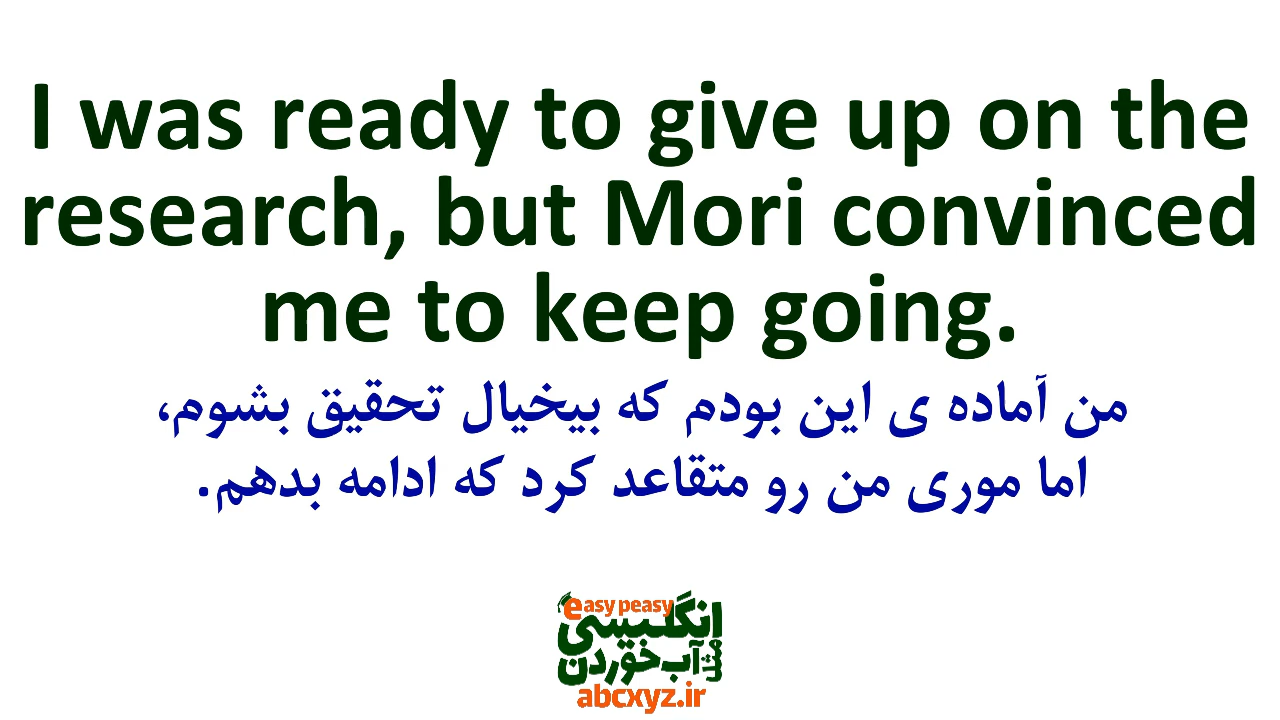 I was ready to give up on the
research, but Mori convinced
me to keep going.
من آماده ی این بودم که بیخیال تحقیق بشوم،
اما موری من رو متقاعد کرد که ادامه بدهم.
easy peasy
انگلیسی
مثل آب خوردن
abcxyz.ir